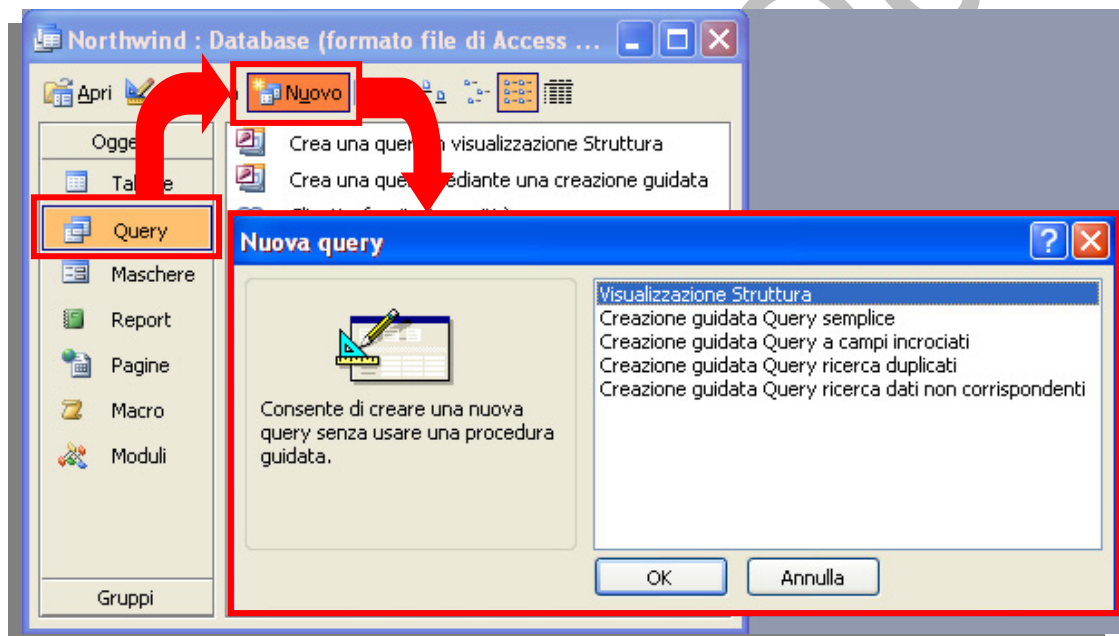 Northwind : Database (formato file di Access ...
Apri
Nuovo
Crea una query in visualizzazione Struttura
Crea una query mediante una creazione guidata
Query
Maschere
Report
Pagine
Macro
Moduli
Gruppi
Nuova query
Visualizzazione Struttura
Creazione guidata Query semplice
Creazione guidata Query a campi incrociati
Creazione guidata Query ricerca duplicati
Creazione guidata Query ricerca dati non corrispondenti
Consente di creare una nuova
query senza usare una procedura
guidata.
OK
Annulla